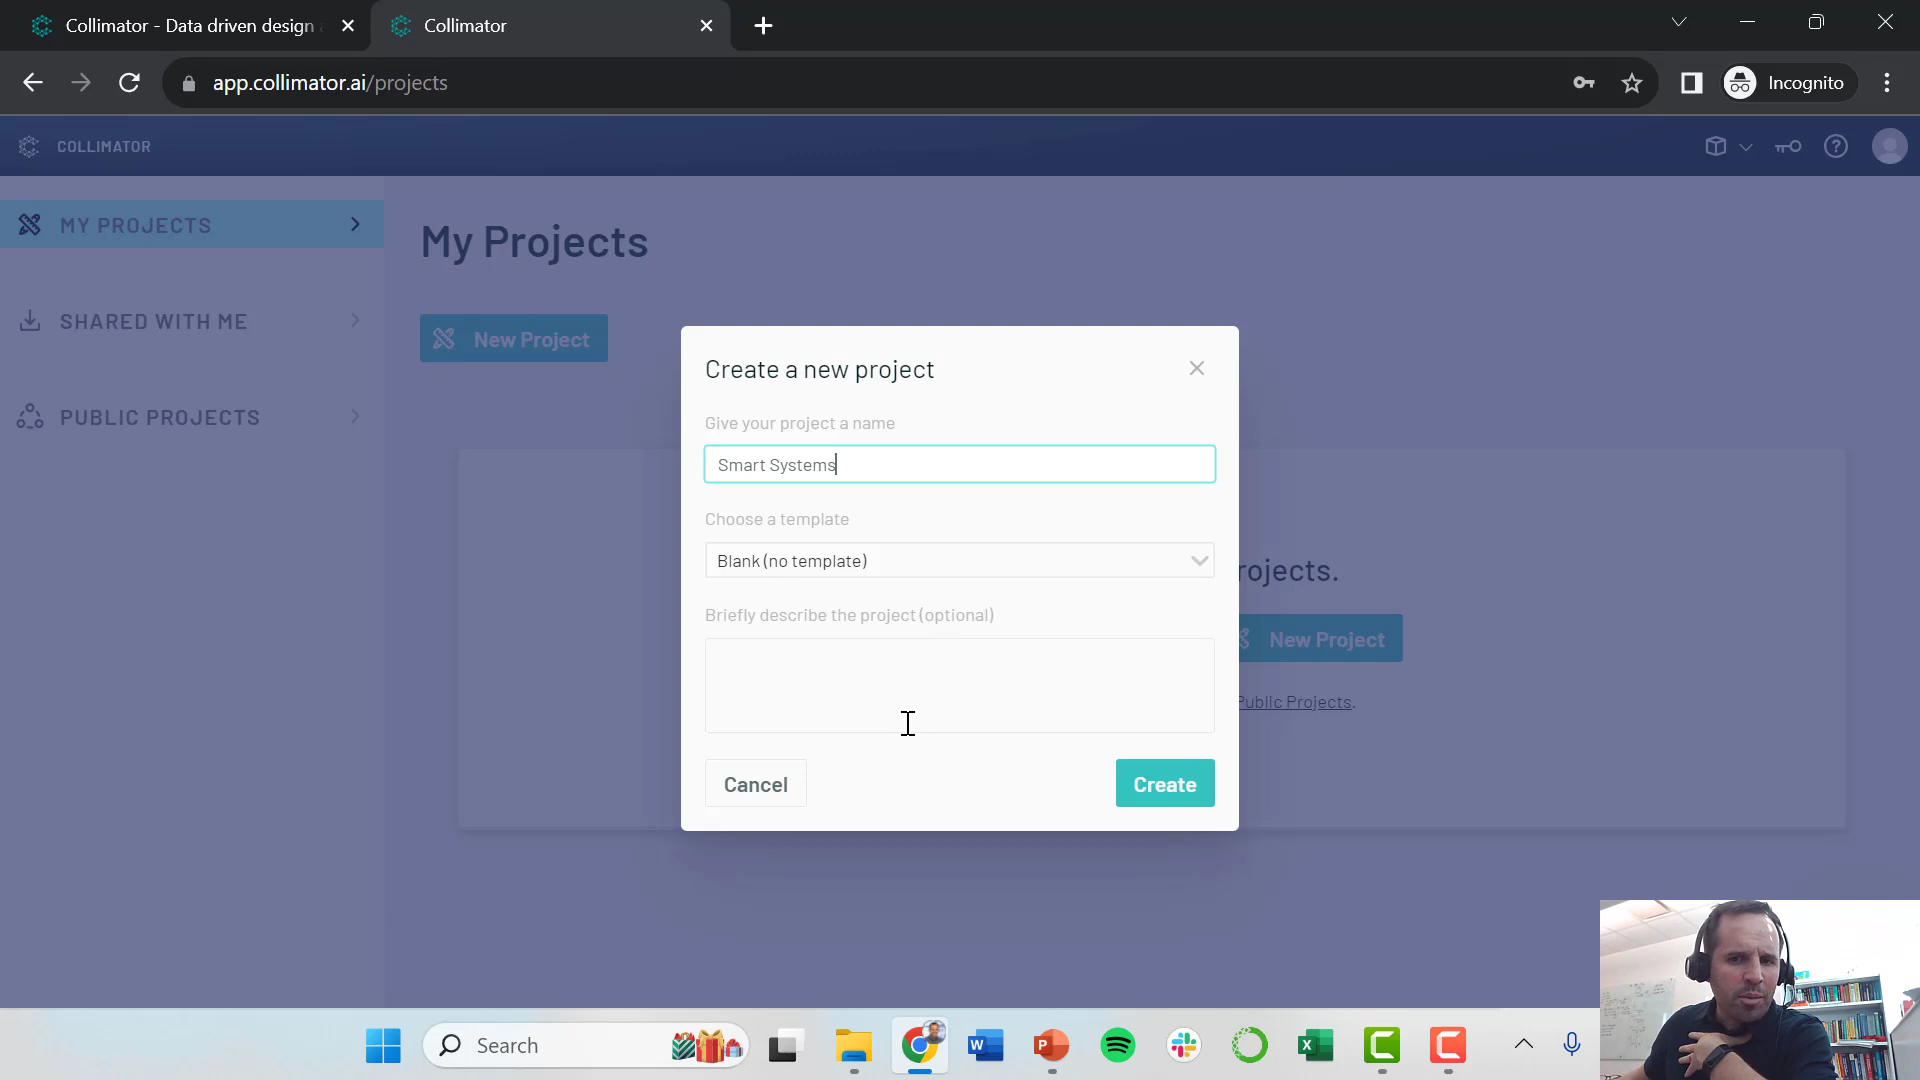 Collimator - Data driven design
Collimator
app.collimator.ai/projects
Incognito
COLLIMATOR
MY PROJECTS
SHARED WITH ME
PUBLIC PROJECTS
My Projects
New Project
Create a new project
Give your project a name
Smart Systems
Choose a template
Blank (no template)
Briefly describe the project (optional)
Cancel
Create
rojects.
New Project
Public Projects.
Search